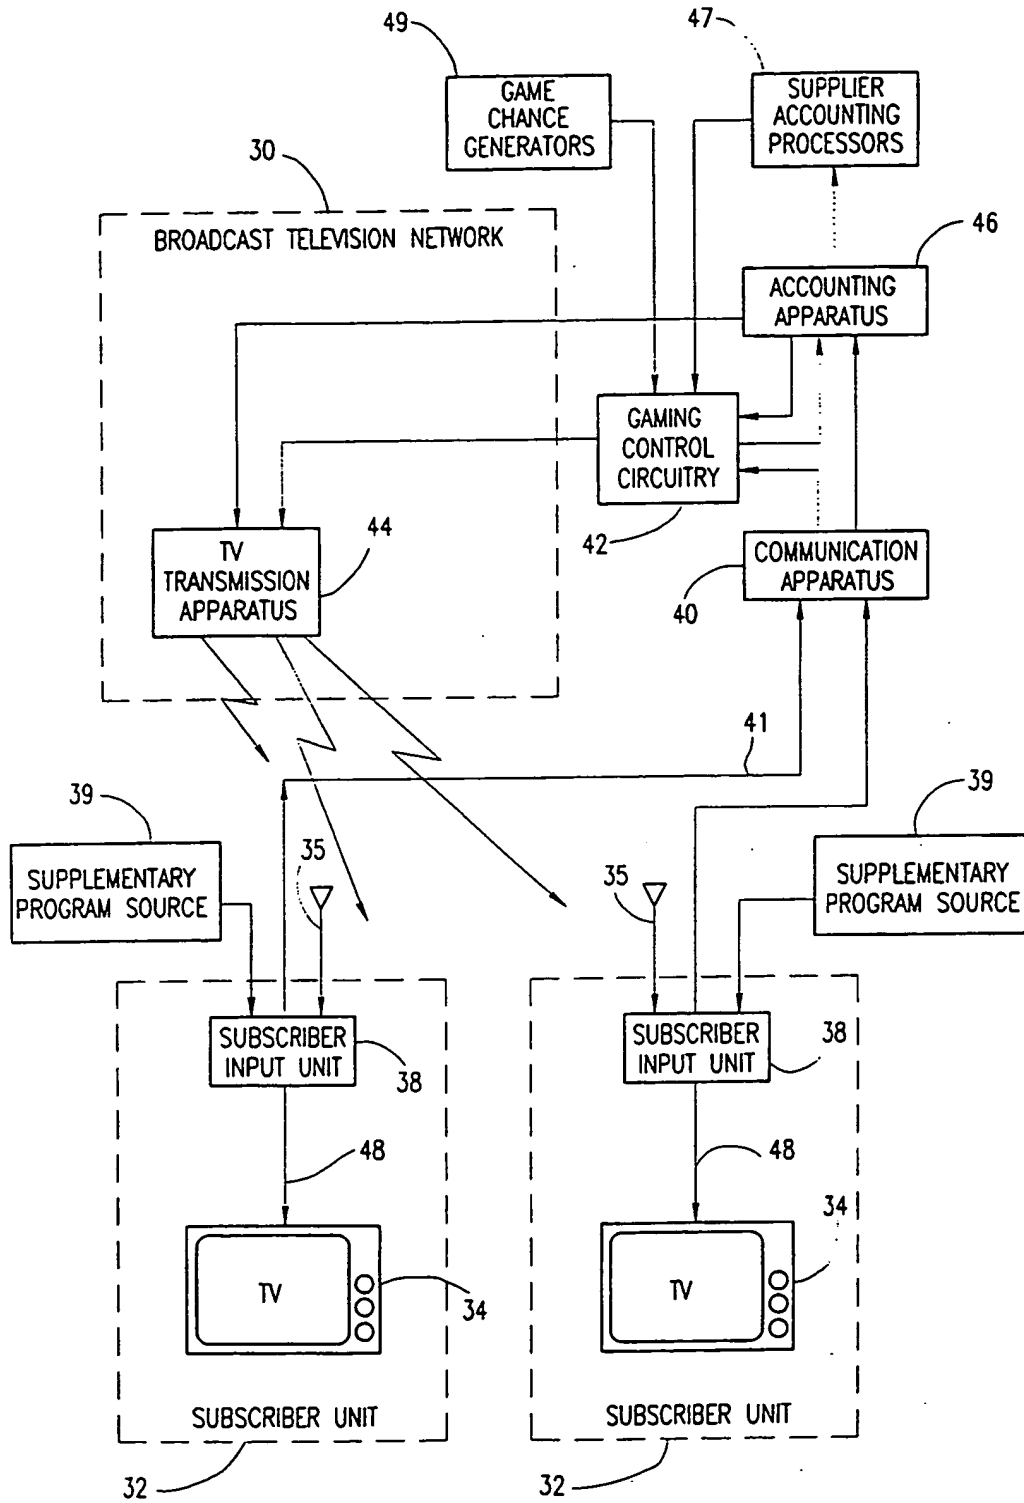 49
47
GAME
CHANCE
GENERATORS
SUPPLIER
ACCOUNTING
PROCESSORS
30
BROADCAST TELEVISION NETWORK
46
ACCOUNTING
APPARATUS
GAMING
CONTROL
CIRCUITRY
42
44
TV
TRANSMISSION
APPARATUS
COMMUNICATION
APPARATUS
40
41
39
SUPPLEMENTARY
PROGRAM SOURCE
35
35
39
SUPPLEMENTARY
PROGRAM SOURCE
SUBSCRIBER
INPUT UNIT
38
SUBSCRIBER
INPUT UNIT
38
48
48
TV
34
TV
34
SUBSCRIBER UNIT
SUBSCRIBER UNIT
32
32